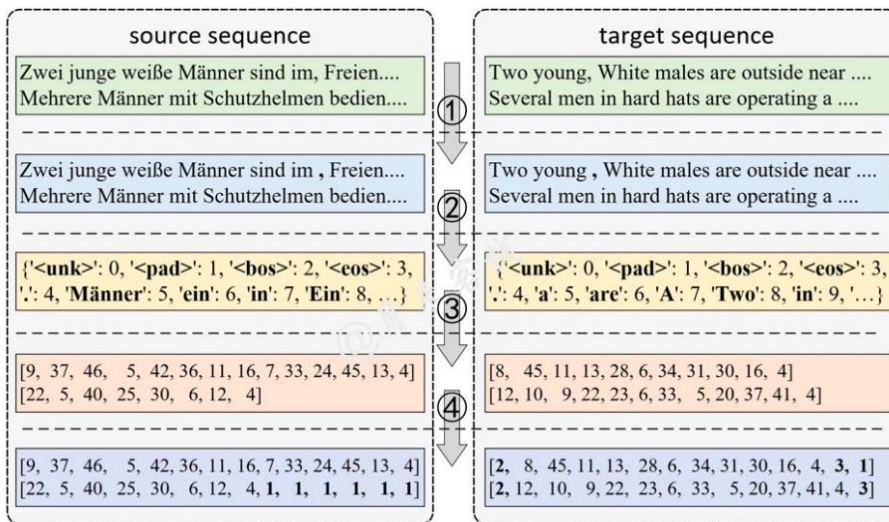 source sequence
Zwei junge weiße Männer sind im, Freien....
Mehrere Männer mit Schutzhelmen bedien....
target sequence
Two young, White males are outside near ....
Several men in hard hats are operating a ....
①
Zwei junge weiße Männer sind im , Freien....
Mehrere Männer mit Schutzhelmen bedien....
Two young , White males are outside near ....
Several men in hard hats are operating a ....
②
{'<unk>': 0, '<pad>': 1, '<bos>': 2, '<eos>': 3,
'.': 4, 'Männer': 5, 'ein': 6, 'in': 7, 'Ein': 8, ...}
{'<unk>': 0, '<pad>': 1, '<bos>': 2, '<eos>': 3,
'.': 4, 'a': 5, 'are': 6, 'A': 7, 'Two': 8, 'in': 9, '...}
③
[9, 37, 46, 5, 42, 36, 11, 16, 7, 33, 24, 45, 13, 4]
[22, 5, 40, 25, 30, 6, 12, 4]
[8, 45, 11, 13, 28, 6, 34, 31, 30, 16, 4]
[12, 10, 9, 22, 23, 6, 33, 5, 20, 37, 41, 4]
④
[9, 37, 46, 5, 42, 36, 11, 16, 7, 33, 24, 45, 13, 4]
[22, 5, 40, 25, 30, 6, 12, 4, 1, 1, 1, 1, 1, 1]
[2, 8, 45, 11, 13, 28, 6, 34, 31, 30, 16, 4, 3, 1]
[2, 12, 10, 9, 22, 23, 6, 33, 5, 20, 37, 41, 4, 3]